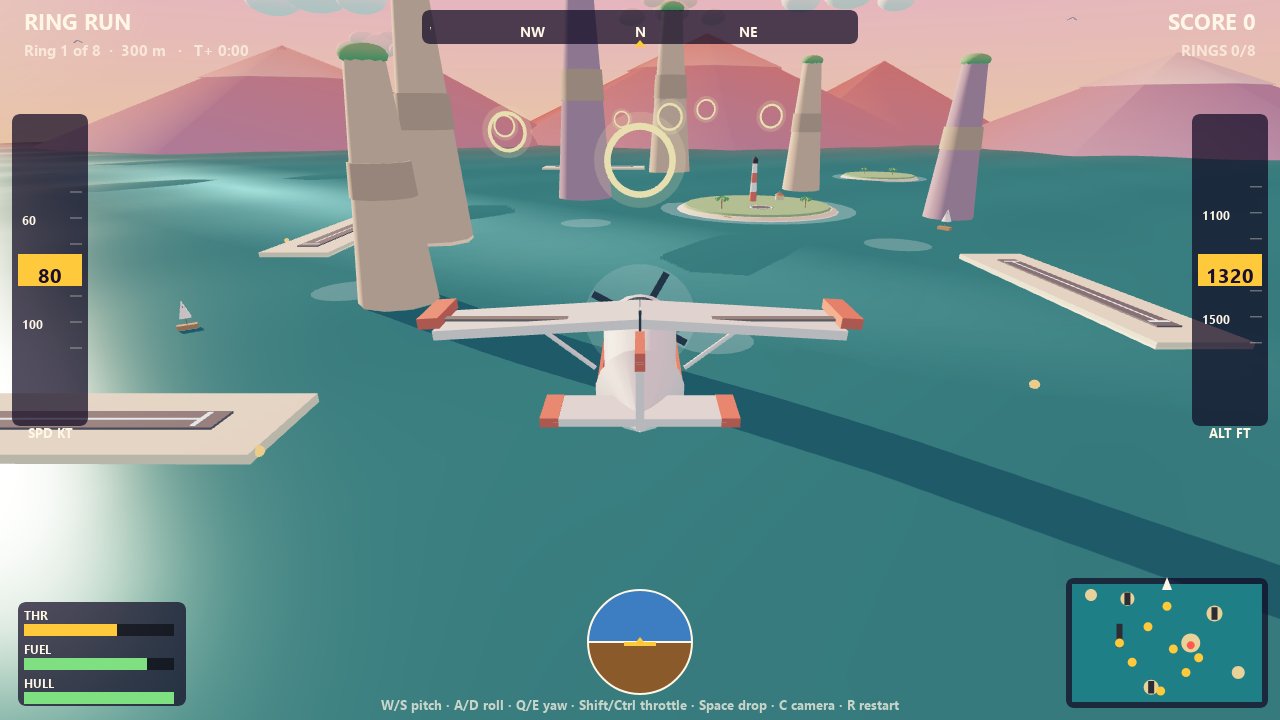 RING RUN
Ring 1 of 8 · 300 m · T+ 0:00
NW N NE
SCORE 0
RINGS 0/8
60
80
100
SPD KT
1100
1320
1500
ALT FT
THR
FUEL
HULL
W/S pitch · A/D roll · Q/E yaw · Shift/Ctrl throttle · Space drop · C camera · R restart